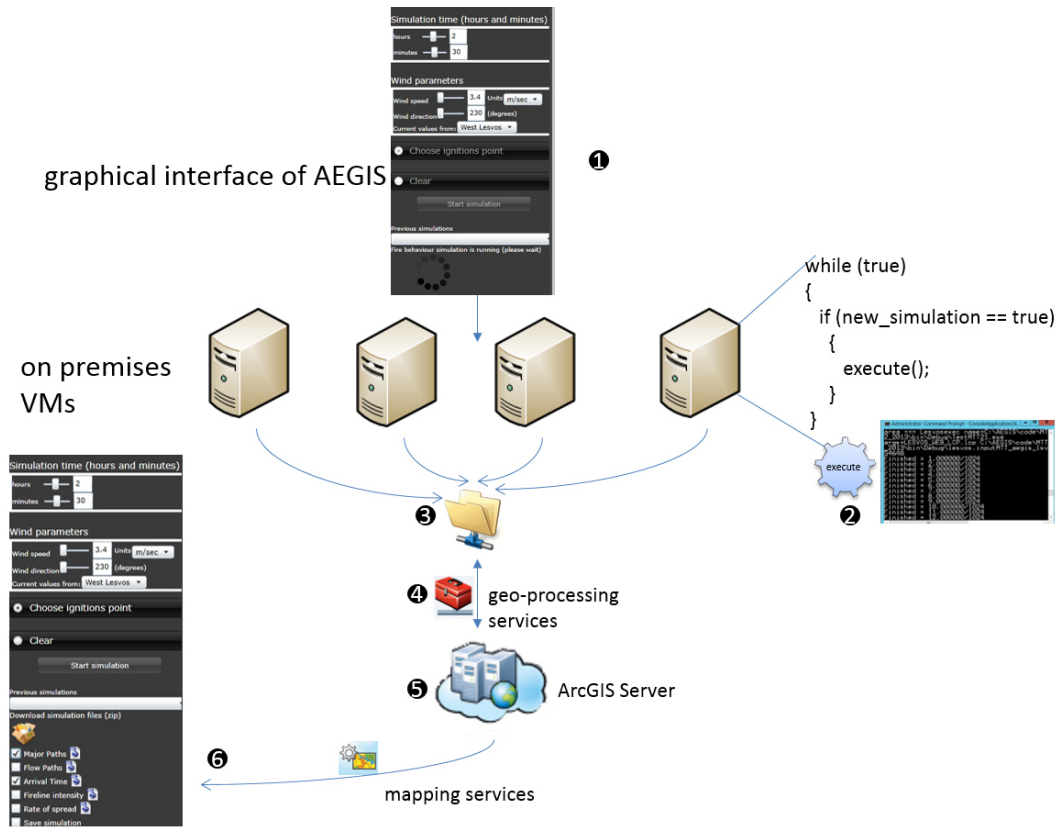 Simulation time (hours and minutes)
hours 2
minutes 30
Wind parameters
Wind speed 3.4 Units m/sec
Wind direction 230 (degrees)
Current values from: West Lesvos
Choose ignitions point
Clear
Start simulation
Previous simulations
Fire behaviour simulation is running (please wait)
graphical interface of AEGIS
❶
while (true)
{
if (new_simulation == true)
{
execute();
}
}
on premises
VMs
execute
❷
Administrator: Command Prompt - ConsoleApplication2A..
❸
❹
geo-processing
services
❺
ArcGIS Server
❻
mapping services
Simulation time (hours and minutes)
hours 2
minutes 30
Wind parameters
Wind speed 3.4 Units m/sec
Wind direction 230 (degrees)
Current values from: West Lesvos
Choose ignitions point
Clear
Start simulation
Previous simulations
Download simulation files (zip)
Major Paths
Flow Paths
Arrival Time
Fireline intensity
Rate of spread
Save simulation